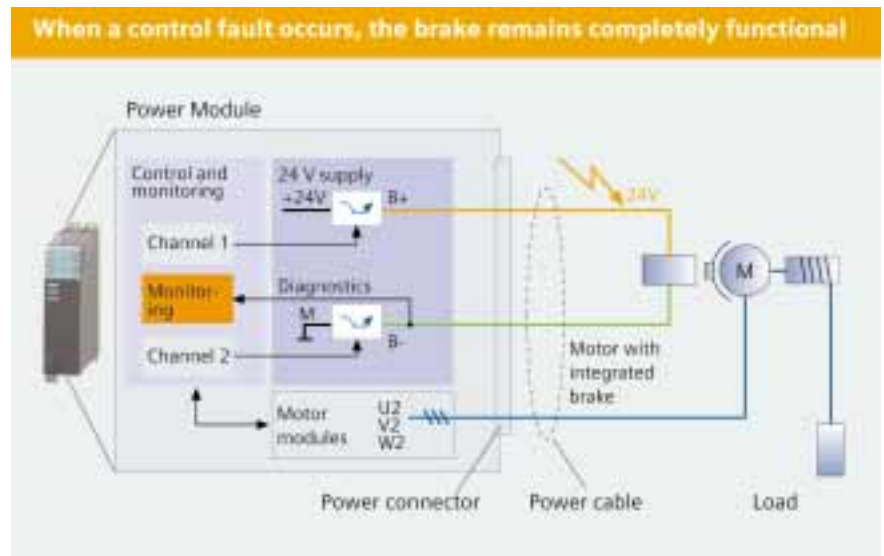 When a control fault occurs, the brake remains completely functional
Power Module
Control and
monitoring
24 V supply
+24V
B+
24V
Channel 1
Monitor-
ing
Diagnostics
M
B-
Channel 2
M
Motor with
integrated
brake
Motor
modules
U2
V2
W2
Power connector
Power cable
Load